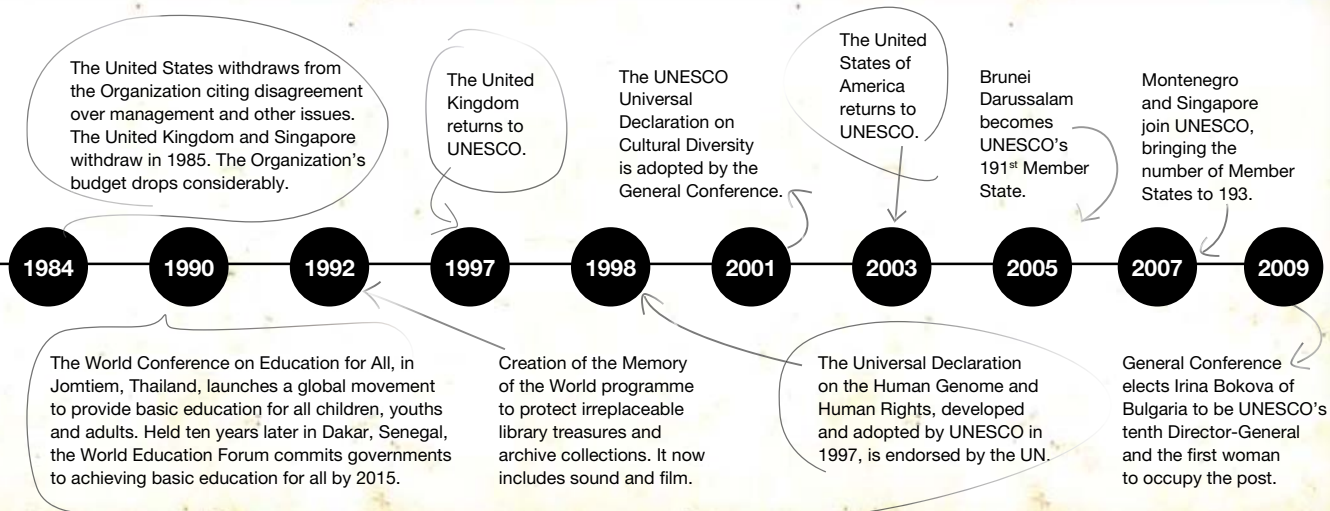 The United States withdraws from
the Organization citing disagreement
over management and other issues.
The United Kingdom and Singapore
withdraw in 1985. The Organization's
budget drops considerably.
The United
Kingdom
returns to
UNESCO.
The UNESCO
Universal
Declaration on
Cultural Diversity
is adopted by the
General Conference.
The United
States of
America
returns to
UNESCO.
Brunei
Darussalam
becomes
UNESCO's
191st Member
State.
Montenegro
and Singapore
join UNESCO,
bringing the
number of Member
States to 193.
1984
1990
1992
1997
1998
2001
2003
2005
2007
2009
The World Conference on Education for All, in
Jomtiem, Thailand, launches a global movement
to provide basic education for all children, youths
and adults. Held ten years later in Dakar, Senegal,
the World Education Forum commits governments
to achieving basic education for all by 2015.
Creation of the Memory
of the World programme
to protect irreplaceable
library treasures and
archive collections. It now
includes sound and film.
The Universal Declaration
on the Human Genome and
Human Rights, developed
and adopted by UNESCO in
1997, is endorsed by the UN.
General Conference
elects Irina Bokova of
Bulgaria to be UNESCO's
tenth Director-General
and the first woman
to occupy the post.